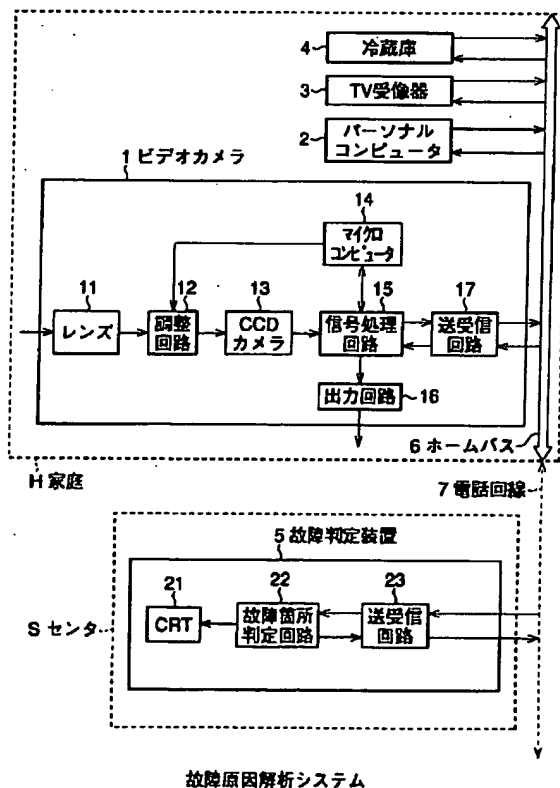 4 冷蔵庫
3 TV受像器
2 パーソナル
コンピュータ
1 ビデオカメラ
14
マイクロ
コンピュータ
11
レンズ
12
調整
回路
13
CCD
カメラ
15
信号処理
回路
17
送受信
回路
出力回路 16
6 ホームバス
H 家庭
7 電話回線
5 故障判定装置
21
CRT
22
故障箇所
判定回路
23
送受信
回路
S センタ
故障原因解析システム